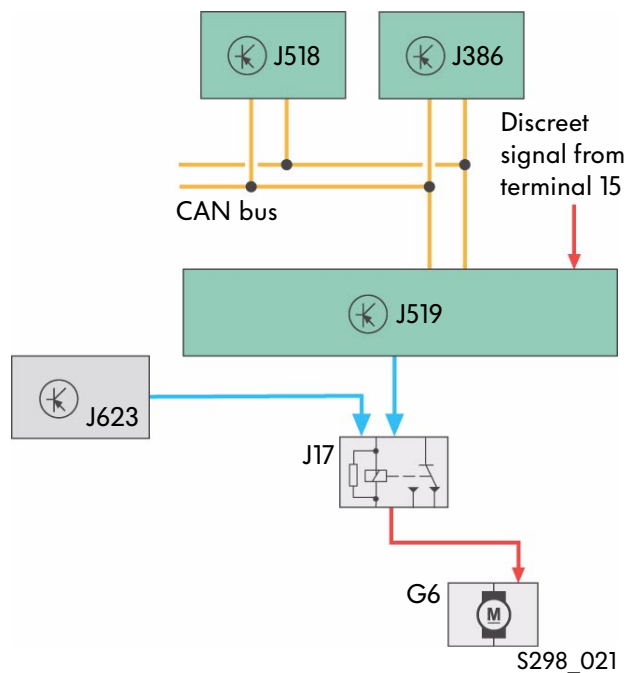 J518
J386
Discreet
signal from
terminal 15
CAN bus
J519
J623
J17
G6
M
S298_021